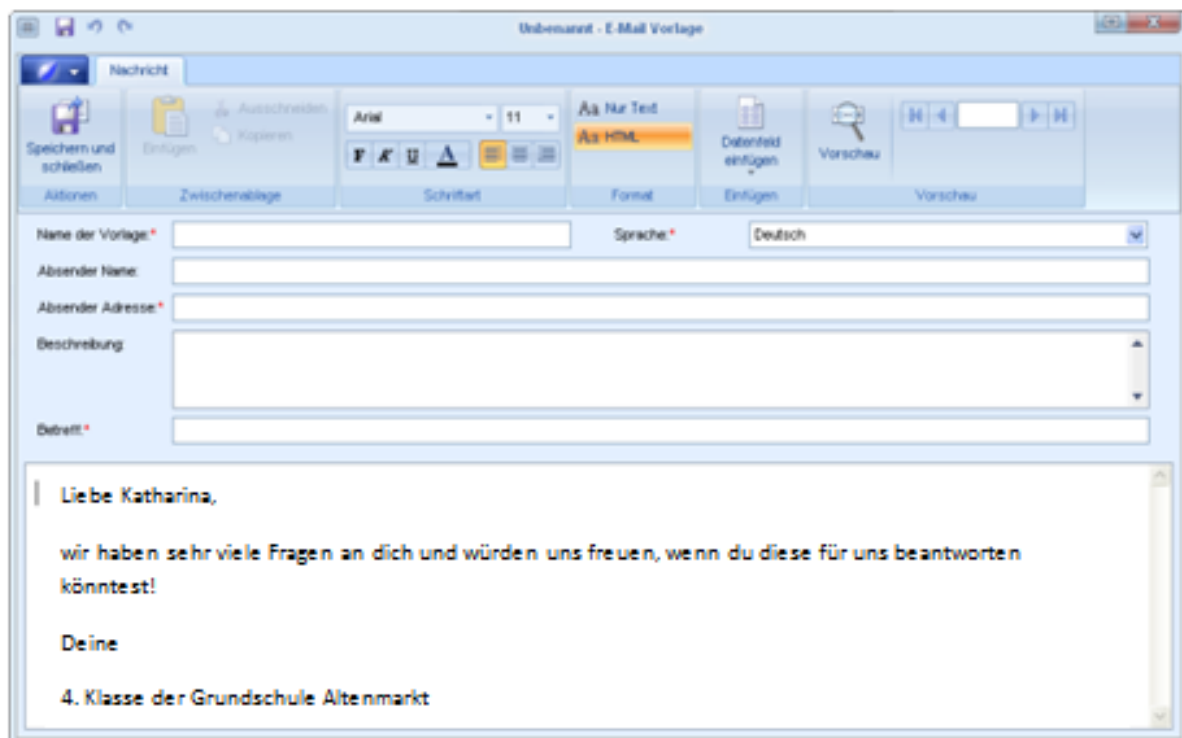 Unbenannt - E-Mail Vorlage
Nachricht
Speichern und schließen
Einfügen
Ausschneiden
Kopieren
Arial
11
F K U A
Aa Nur Text
Aa HTML
Datenfeld einfügen
Vorschau
Aktionen
Zwischenablage
Schriftart
Format
Einfügen
Vorschau
Name der Vorlage:*
Sprache:*
Deutsch
Absender Name:
Absender Adresse:*
Beschreibung:
Betreff:*
Liebe Katharina,
wir haben sehr viele Fragen an dich und würden uns freuen, wenn du diese für uns beantworten
könntest!
Deine
4. Klasse der Grundschule Altenmarkt